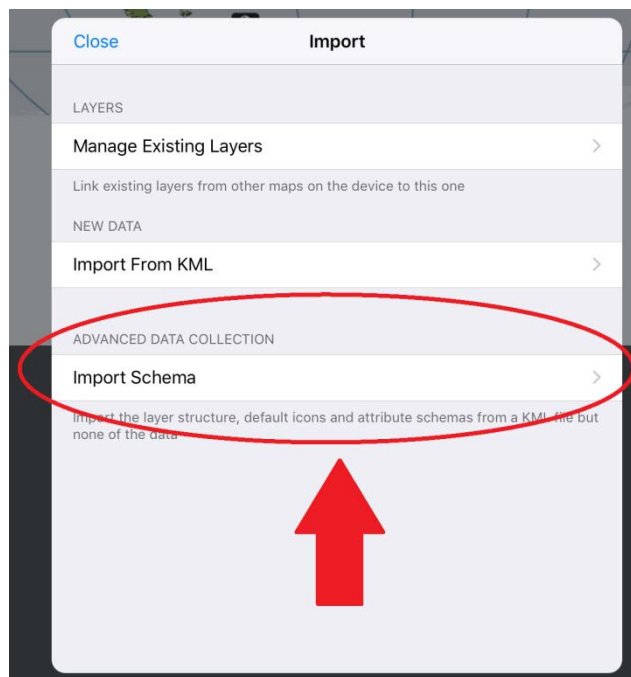 Close Import
LAYERS
Manage Existing Layers
Link existing layers from other maps on the device to this one
NEW DATA
Import From KML
ADVANCED DATA COLLECTION
Import Schema
Import the layer structure, default icons and attribute schemas from a KML file but
none of the data